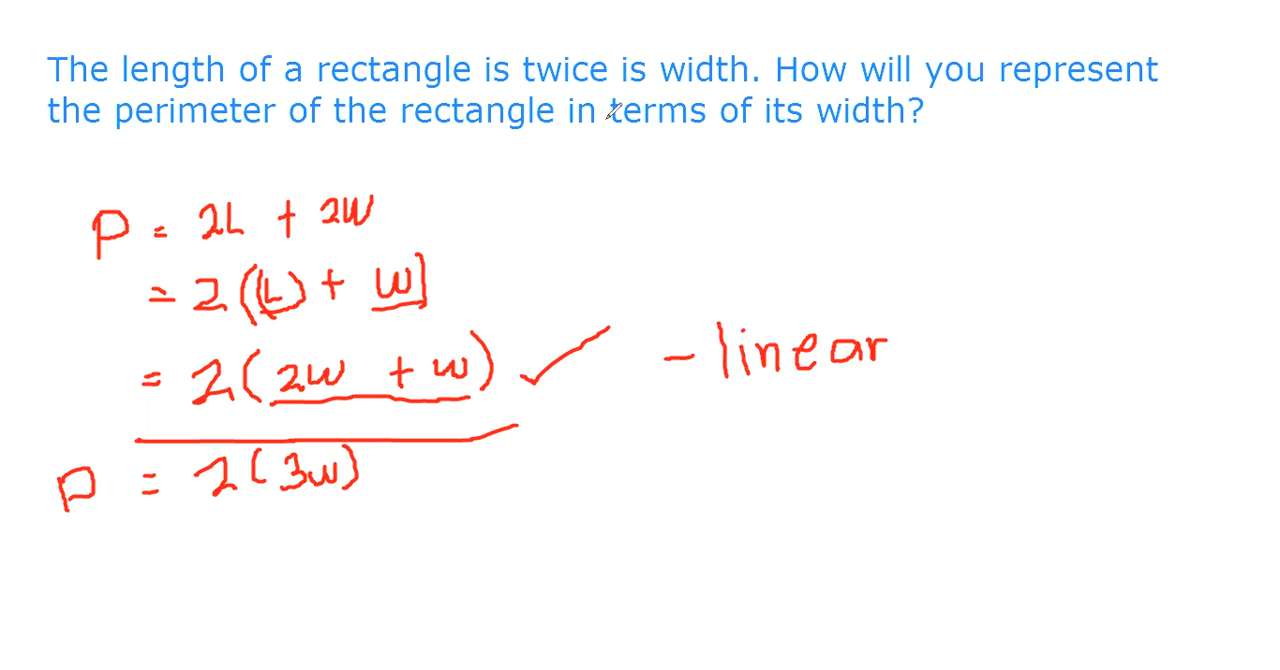 The length of a rectangle is twice is width. How will you represent
the perimeter of the rectangle in terms of its width?
P = 2L + 2W
= 2((L) + W]
= 2(2W + W) ✓ - linear
P = 2(3W)